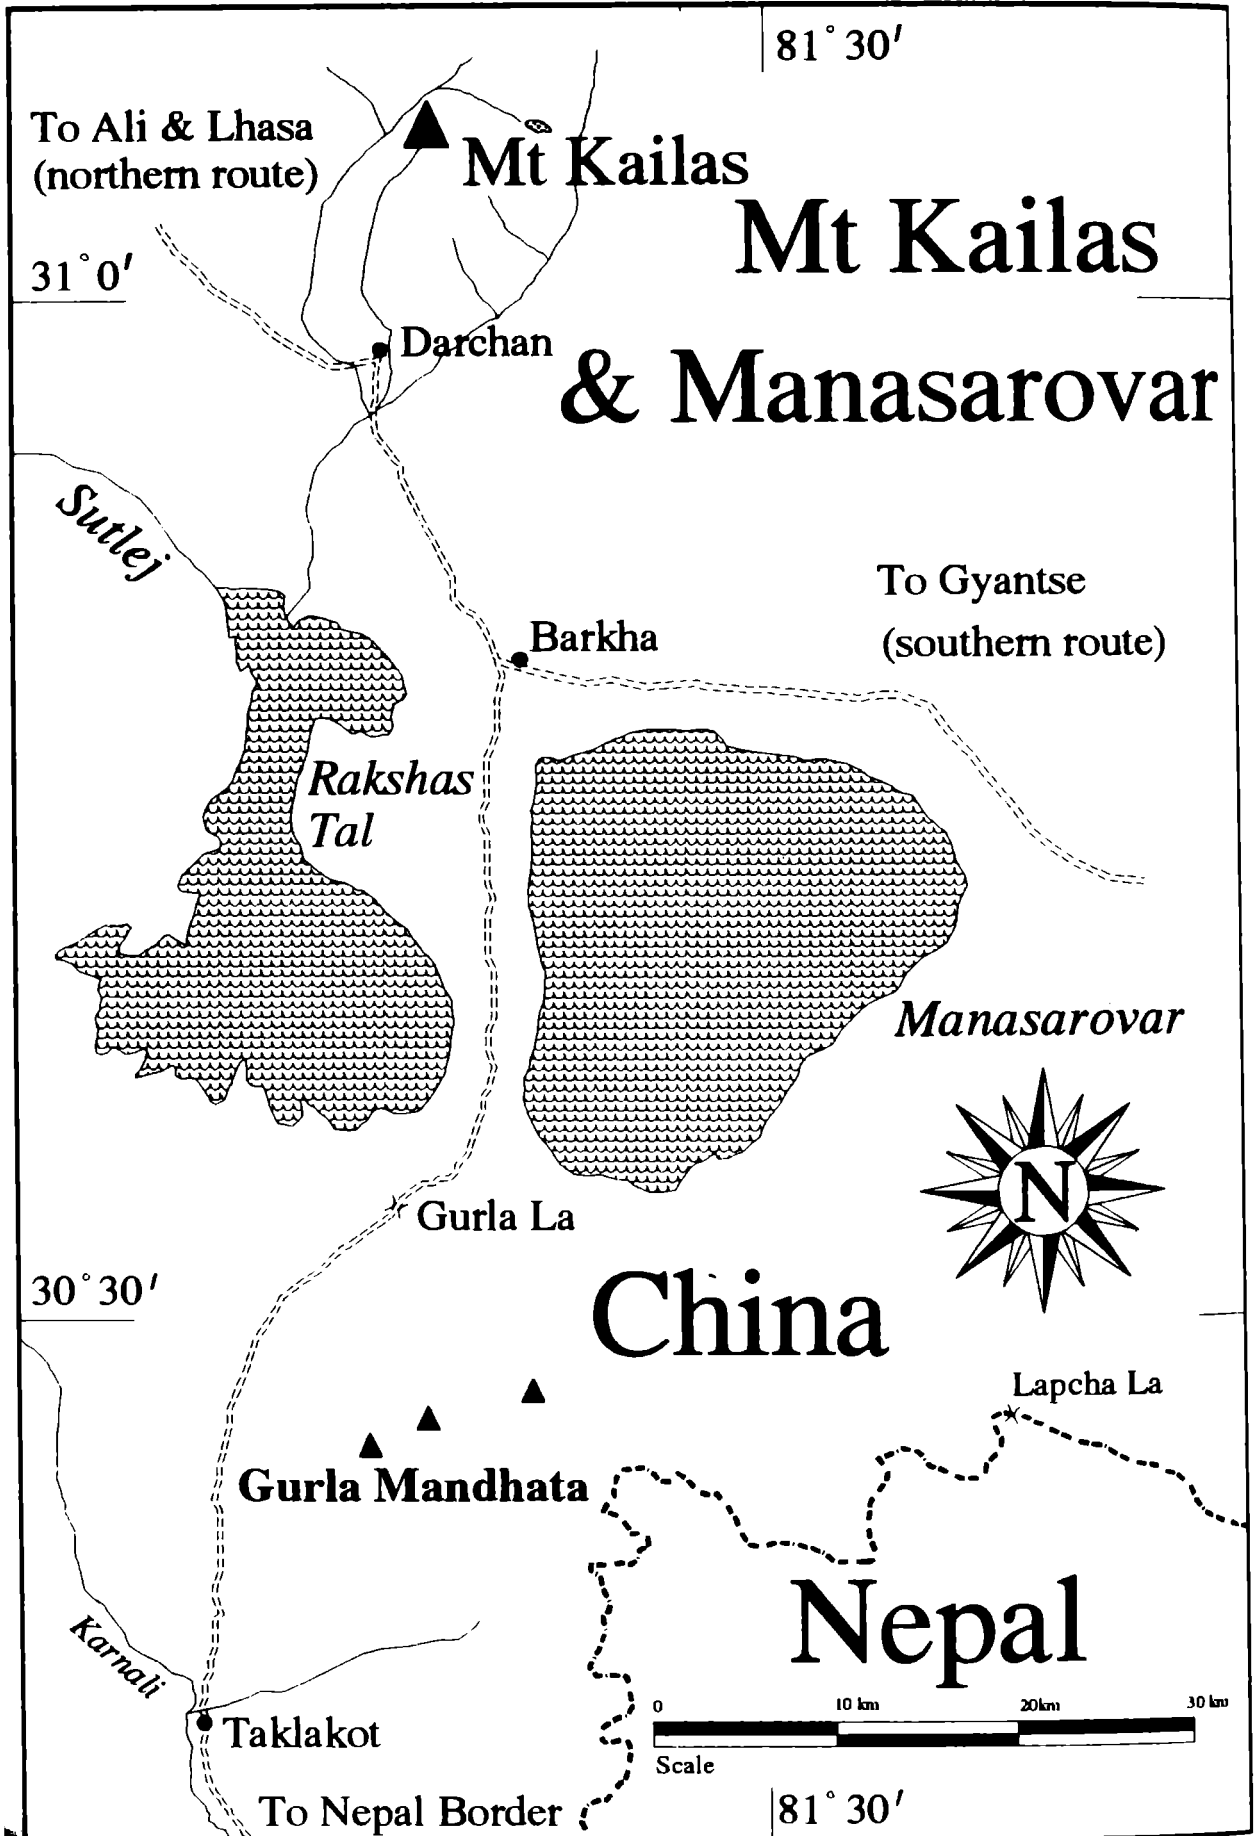 81° 30′
To Ali & Lhasa
(northern route)
Mt Kailas
Mt Kailas
31° 0′
Darchan
& Manasarovar
Sutlej
To Gyantse
(southern route)
Barkha
Rakshas
Tal
Manasarovar
N
Gurla La
30° 30′
China
Lapcha La
Gurla Mandhata
Nepal
Karnali
0 10 km 20km 30 km
Scale
Taklakot
To Nepal Border
81° 30′